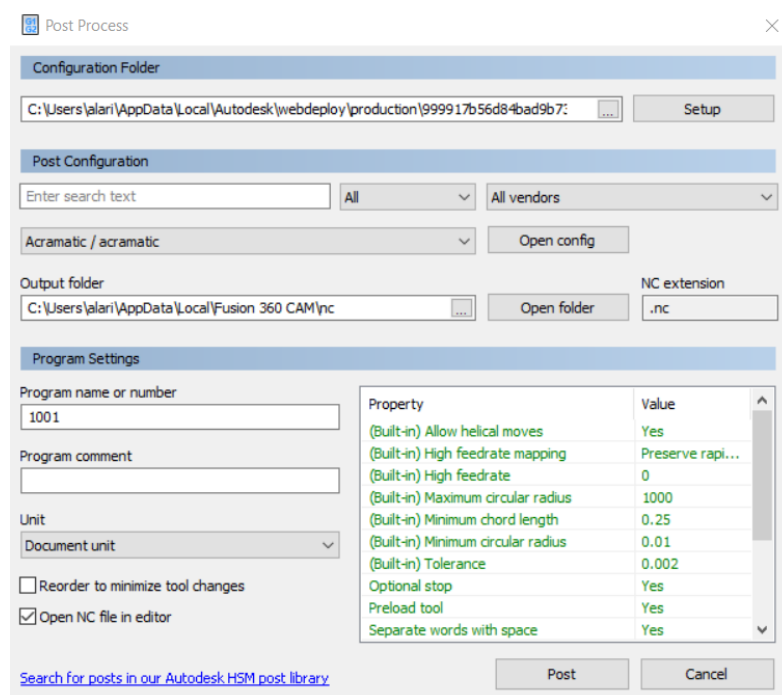 G1
G2
Post Process
Configuration Folder
C:\Users\alari\AppData\Local\Autodesk\webdeploy\production\999917b56d84bad9b73 ... Setup
Post Configuration
Enter search text All All vendors
Acramatic / acramatic Open config
Output folder NC extension
C:\Users\alari\AppData\Local\Fusion 360 CAM\nc ... Open folder .nc
Program Settings
Program name or number
1001
Program comment
Unit
Document unit
Reorder to minimize tool changes
Open NC file in editor
Property Value
(Built-in) Allow helical moves Yes
(Built-in) High feedrate mapping Preserve rapi...
(Built-in) High feedrate 0
(Built-in) Maximum circular radius 1000
(Built-in) Minimum chord length 0.25
(Built-in) Minimum circular radius 0.01
(Built-in) Tolerance 0.002
Optional stop Yes
Preload tool Yes
Separate words with space Yes
Search for posts in our Autodesk HSM post library Post Cancel